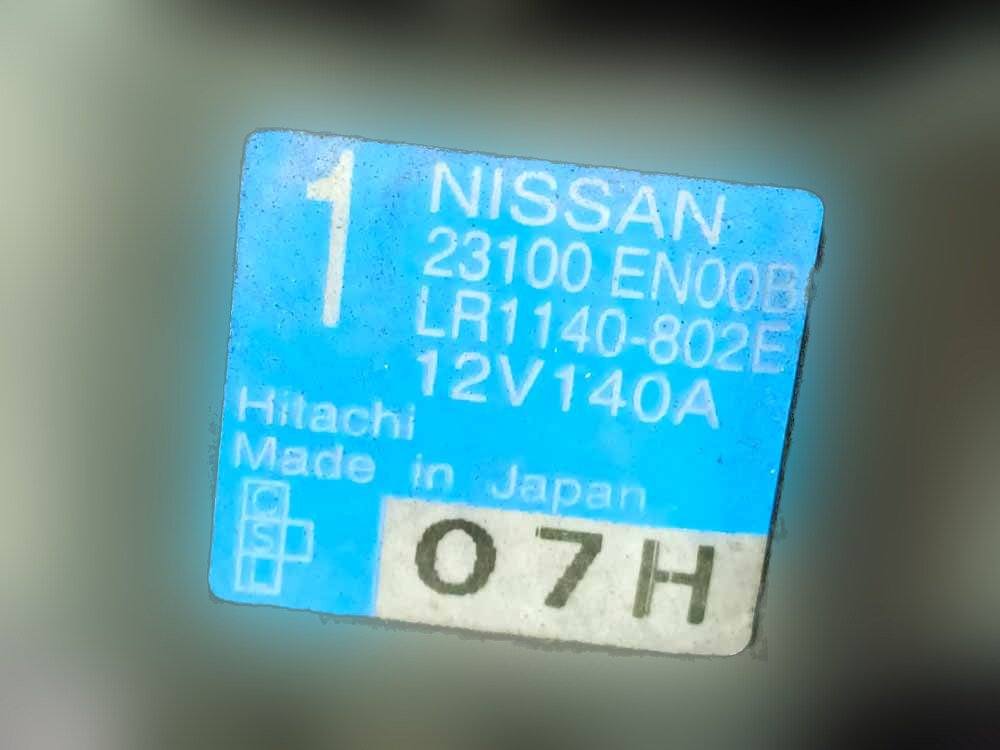 1
NISSAN
23100 EN00B
LR1140-802E
12V140A
Hitachi
Made in Japan
C
S
L
07H